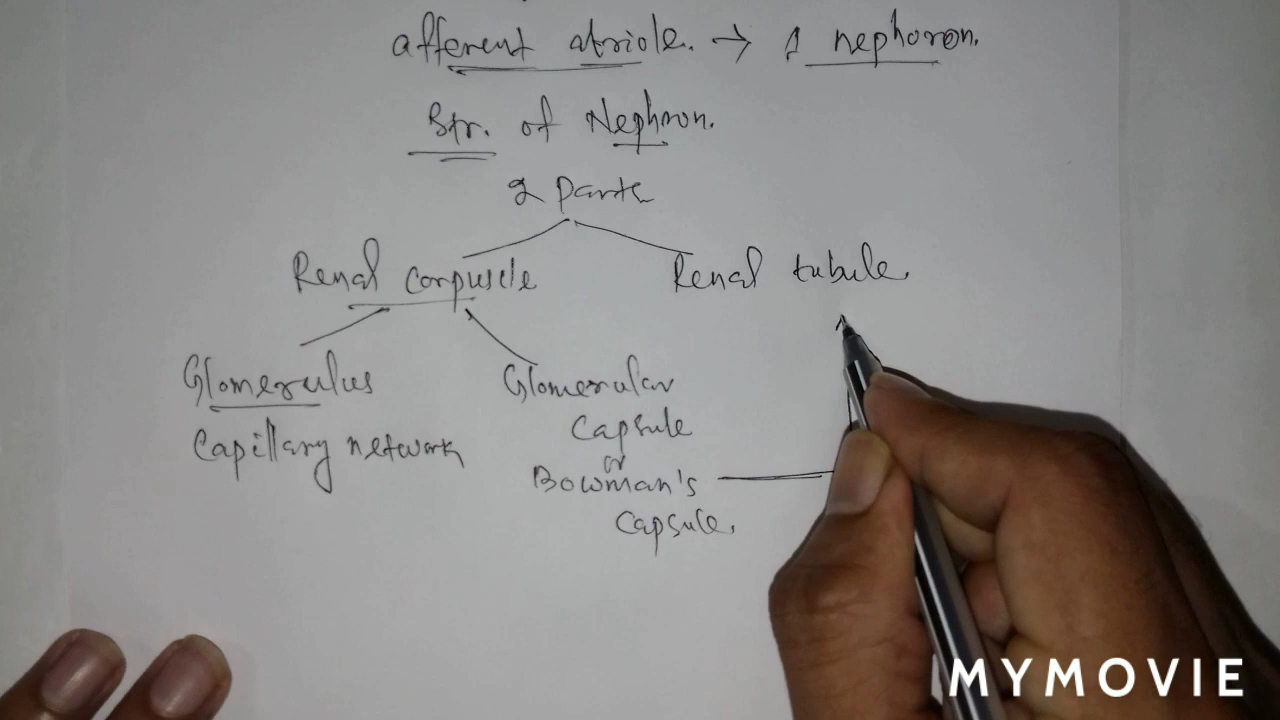 afferent atriole. → 1 nephoron.
Str. of Nephron.
2 parts
Renal corpuscle
Renal tubule.
Glomerulus
Capillary network
Glomerular
Capsule
or
Bowman's
Capsule.
MYMOVIE